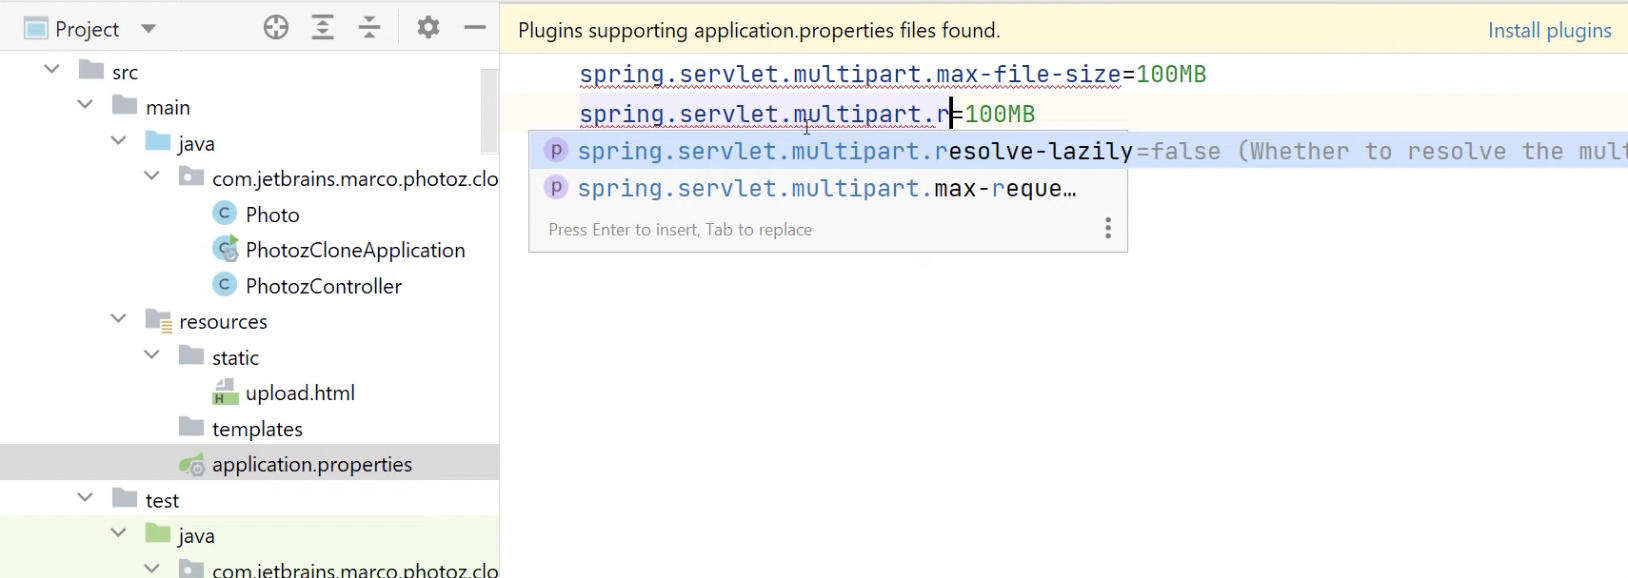 Project
src
main
java
com.jetbrains.marco.photoz.clo
C Photo
C PhotozCloneApplication
C PhotozController
resources
static
H upload.html
templates
application.properties
test
java
com.jetbrains.marco.photoz.clo
Plugins supporting application.properties files found. Install plugins
spring.servlet.multipart.max-file-size=100MB
spring.servlet.multipart.r=100MB
p spring.servlet.multipart.resolve-lazily=false (Whether to resolve the mult
p spring.servlet.multipart.max-reque…
Press Enter to insert, Tab to replace